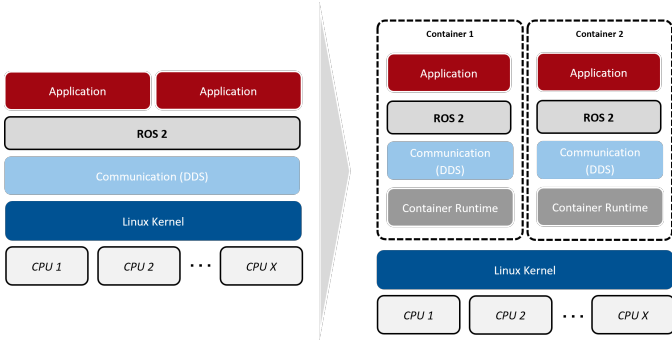 Application Application
ROS 2
Communication (DDS)
Linux Kernel
CPU 1 CPU 2 ··· CPU X
Container 1 Container 2
Application Application
ROS 2 ROS 2
Communication Communication
(DDS) (DDS)
Container Runtime Container Runtime
Linux Kernel
CPU 1 CPU 2 ··· CPU X